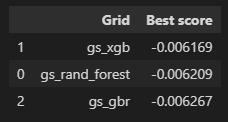 Grid Best score
1 gs_xgb -0.006169
0 gs_rand_forest -0.006209
2 gs_gbr -0.006267